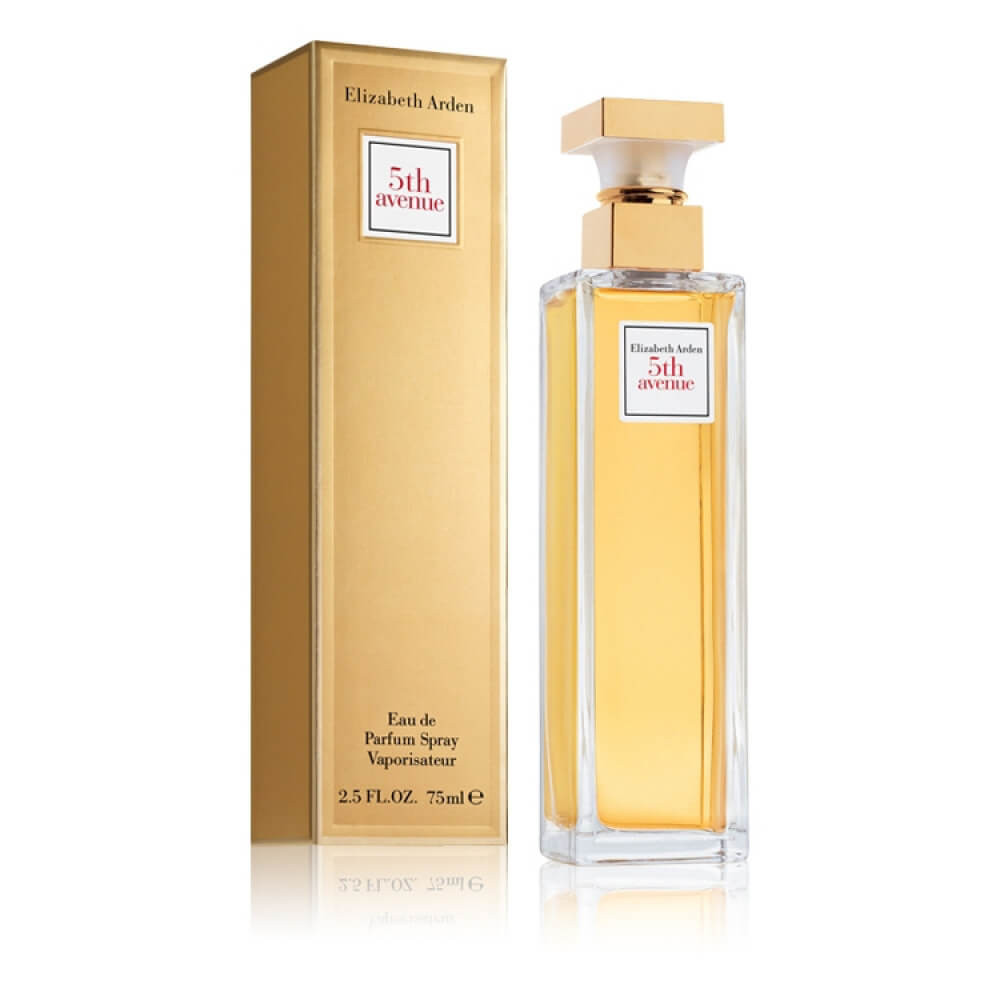 Elizabeth Arden
5th
avenue
Eau de
Parfum Spray
Vaporisateur
2.5 FL.OZ. 75ml ℮
Elizabeth Arden
5th
avenue